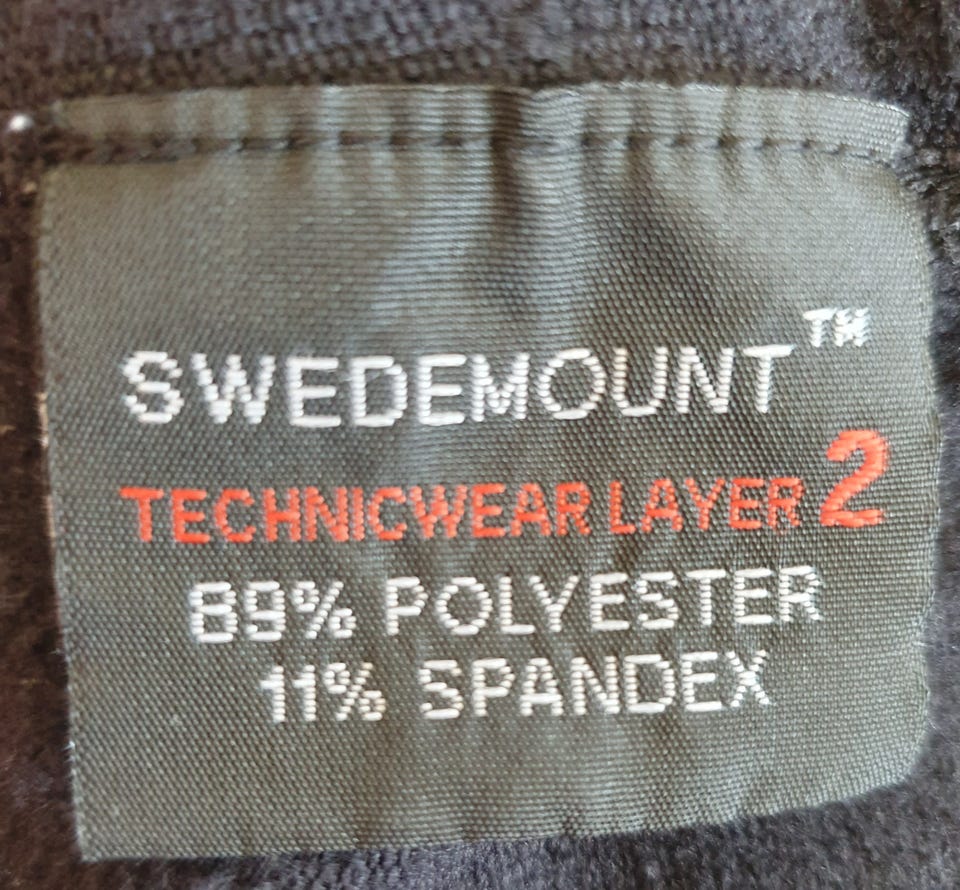 SWEDEMOUNT™
TECHNICWEAR LAYER 2
89% POLYESTER
11% SPANDEX